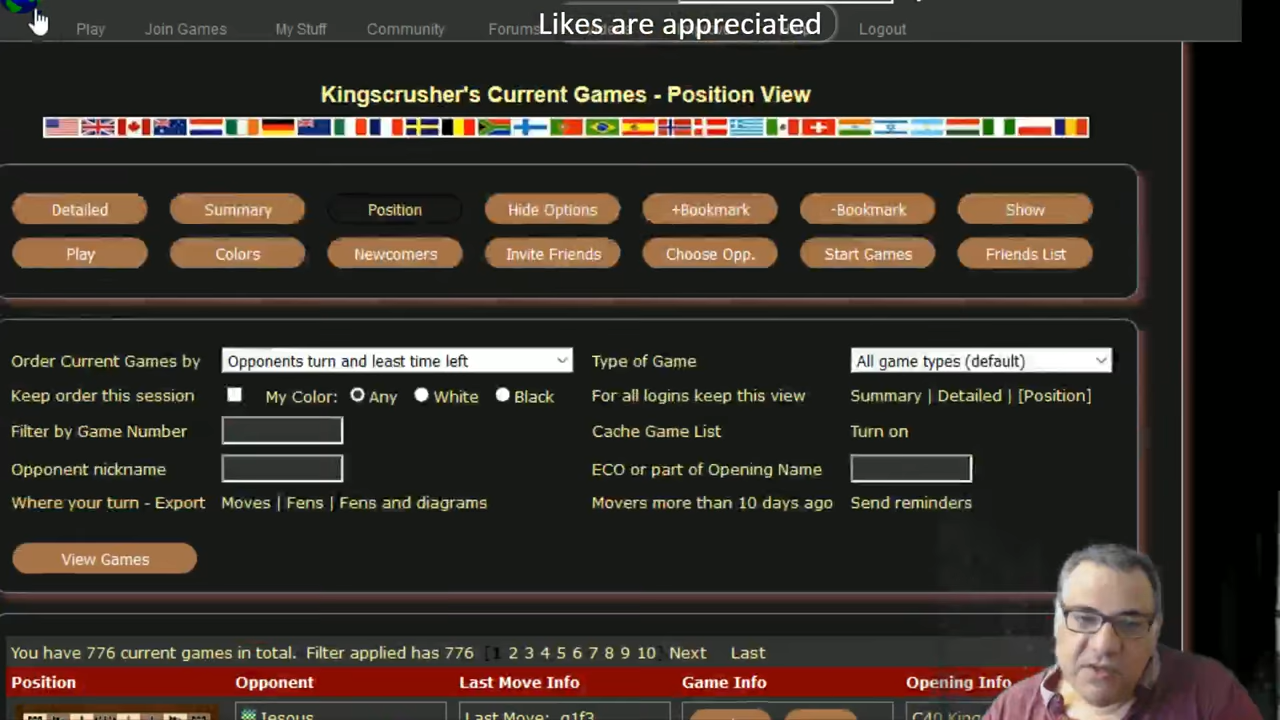 Likes are appreciated
Play Join Games My Stuff Community Forums Logout
Kingscrusher's Current Games - Position View
Detailed Summary Position Hide Options +Bookmark -Bookmark Show
Play Colors Newcomers Invite Friends Choose Opp. Start Games Friends List
Order Current Games by Opponents turn and least time left Type of Game All game types (default)
Keep order this session My Color: Any White Black For all logins keep this view Summary | Detailed | [Position]
Filter by Game Number Cache Game List Turn on
Opponent nickname ECO or part of Opening Name
Where your turn - Export Moves | Fens | Fens and diagrams Movers more than 10 days ago Send reminders
View Games
You have 776 current games in total. Filter applied has 776 [1 2 3 4 5 6 7 8 9 10] Next Last
Position Opponent Last Move Info Game Info Opening Info
Jesous Last Move: g1f3 C40 King